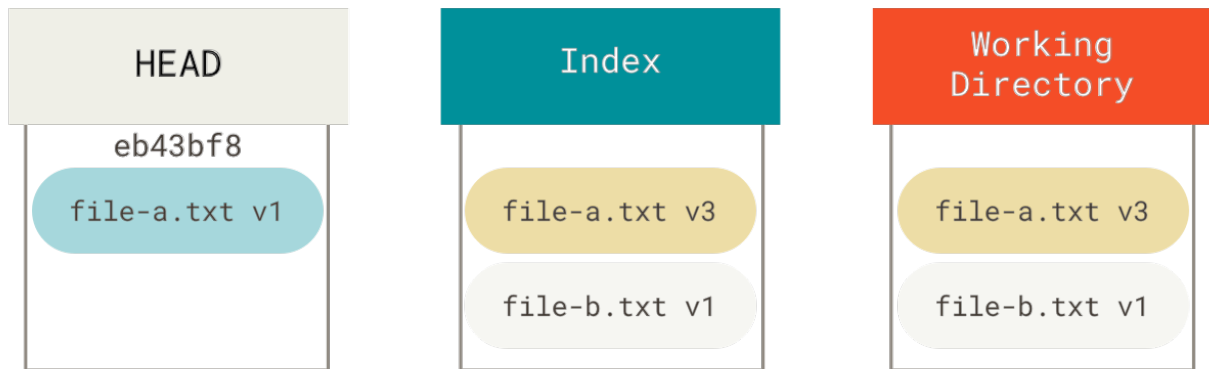 HEAD
Index
Working
Directory
eb43bf8
file-a.txt v1
file-a.txt v3
file-a.txt v3
file-b.txt v1
file-b.txt v1